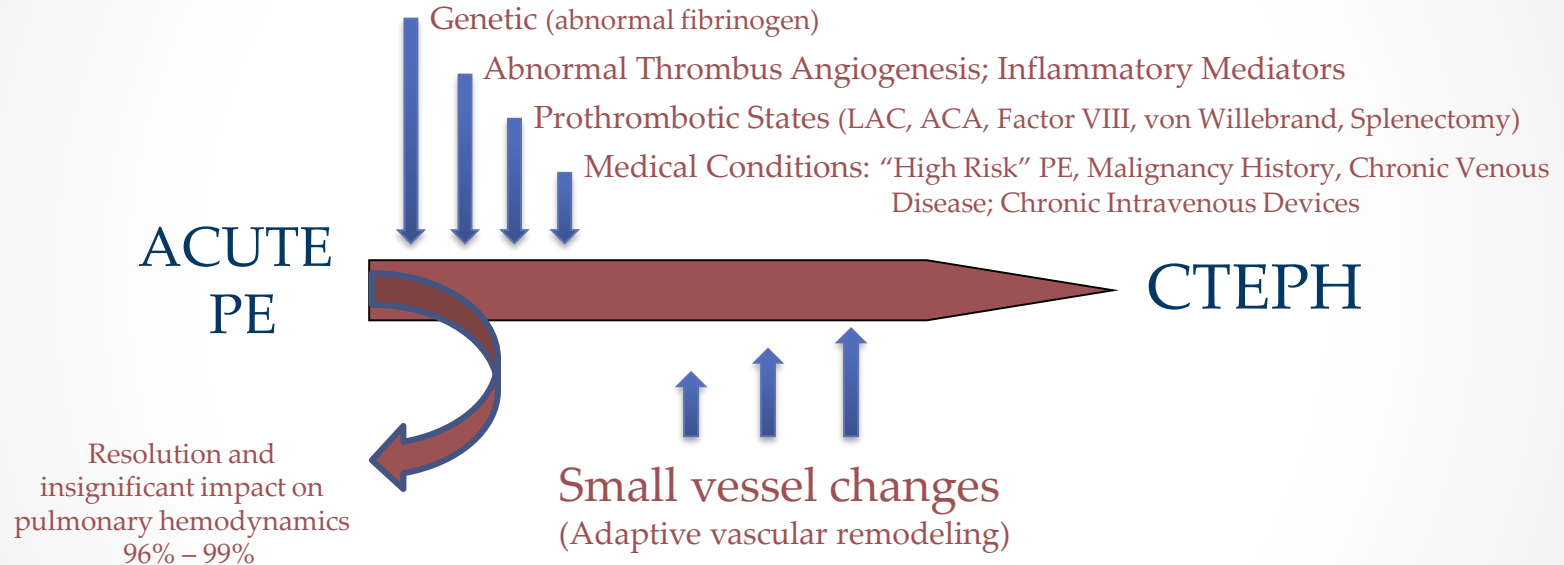 Genetic (abnormal fibrinogen)
Abnormal Thrombus Angiogenesis; Inflammatory Mediators
Prothrombotic States (LAC, ACA, Factor VIII, von Willebrand, Splenectomy)
Medical Conditions: “High Risk” PE, Malignancy History, Chronic Venous
Disease; Chronic Intravenous Devices
ACUTE
PE
CTEPH
Resolution and
insignificant impact on
pulmonary hemodynamics
96% – 99%
Small vessel changes
(Adaptive vascular remodeling)